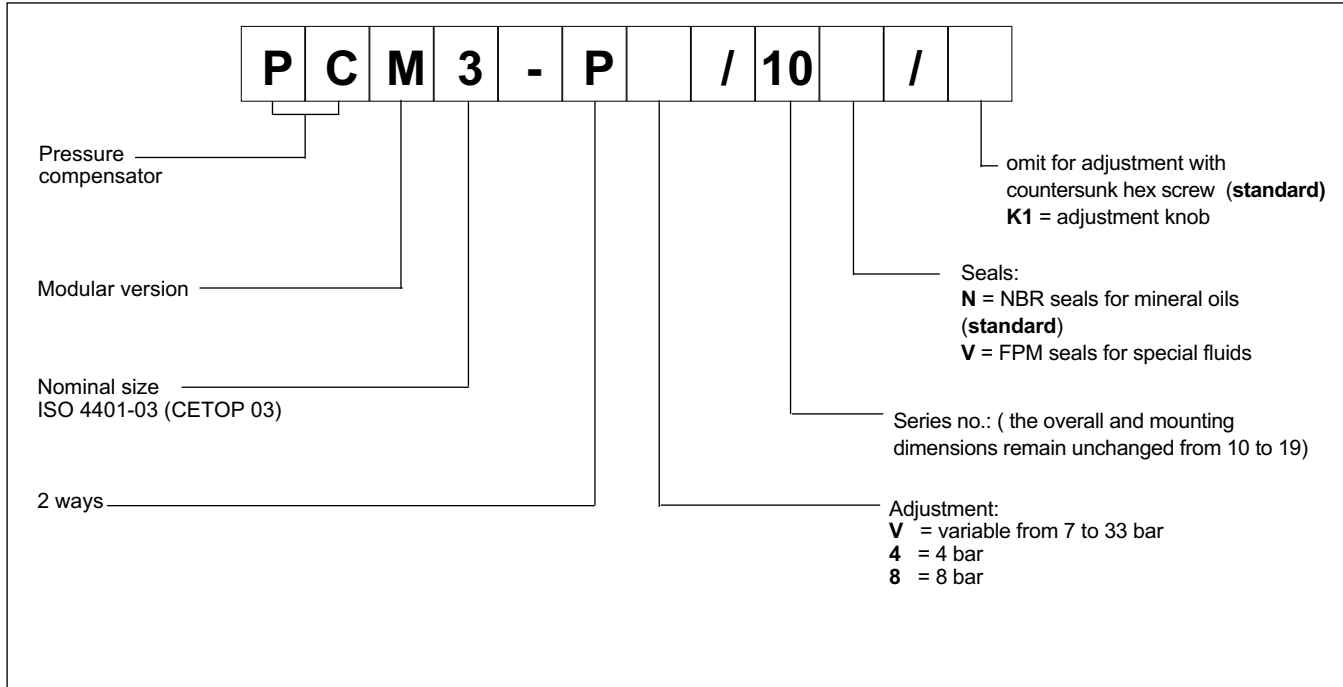 P C M 3 - P / 10 /
Pressure
compensator
Modular version
Nominal size
ISO 4401-03 (CETOP 03)
2 ways
omit for adjustment with
countersunk hex screw (standard)
K1 = adjustment knob
Seals:
N = NBR seals for mineral oils
(standard)
V = FPM seals for special fluids
Series no.: ( the overall and mounting
dimensions remain unchanged from 10 to 19)
Adjustment:
V = variable from 7 to 33 bar
4 = 4 bar
8 = 8 bar